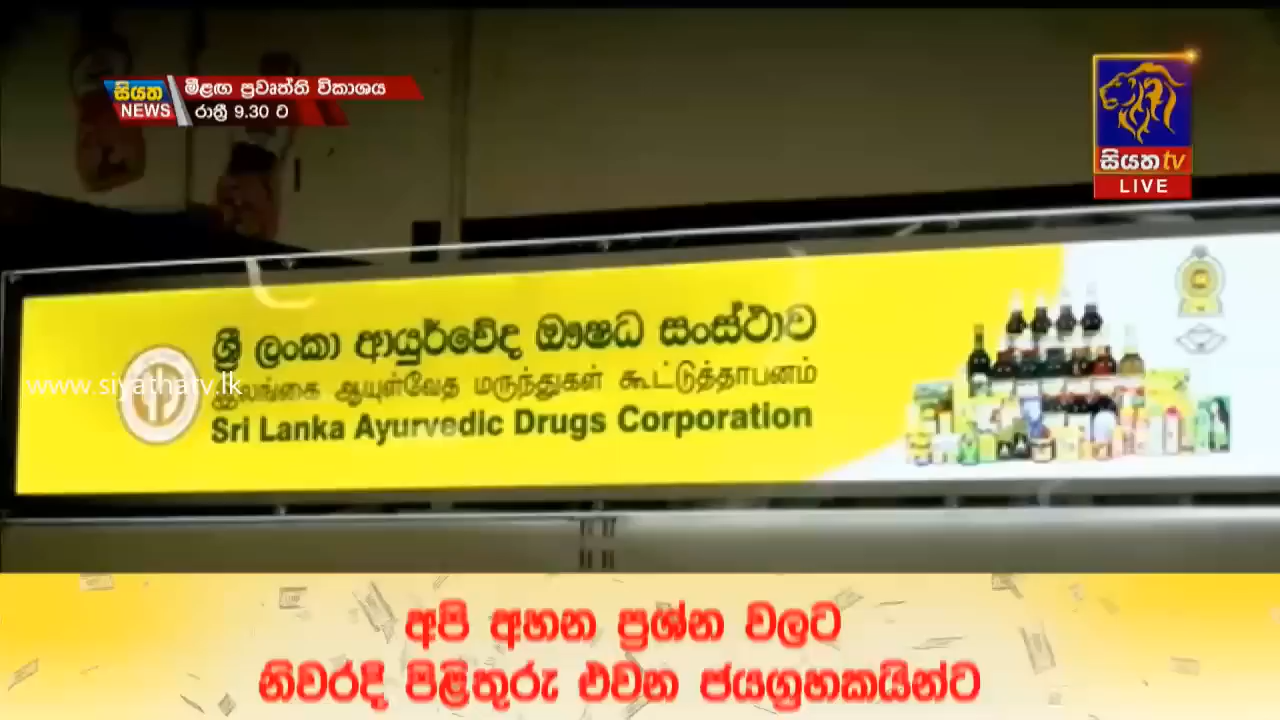 සියත NEWS
මීළඟ ප්‍රවෘත්ති විකාශය
රාත්‍රී 9.30 ට
සියත tv
LIVE
ශ්‍රී ලංකා ආයුර්වේද ඖෂධ සංස්ථාව
இலங்கை ஆயுள்வேத மருந்துகள் கூட்டுத்தாபனம்
www.siyathatv.lk
Sri Lanka Ayurvedic Drugs Corporation
අපි අහන ප්‍රශ්න වලට
නිවරදි පිළිතුරු එවන ජයග්‍රහකයින්ට